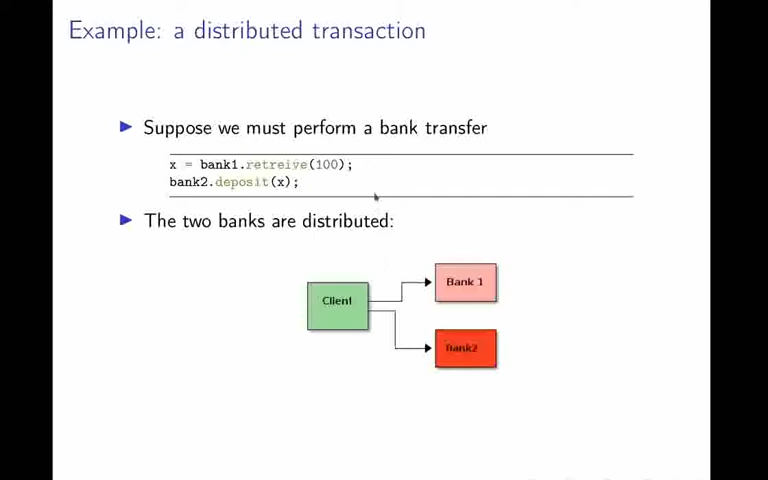 Example: a distributed transaction
Suppose we must perform a bank transfer
x = bank1.retreive(100);
bank2.deposit(x);
The two banks are distributed:
Client
Bank 1
Bank2